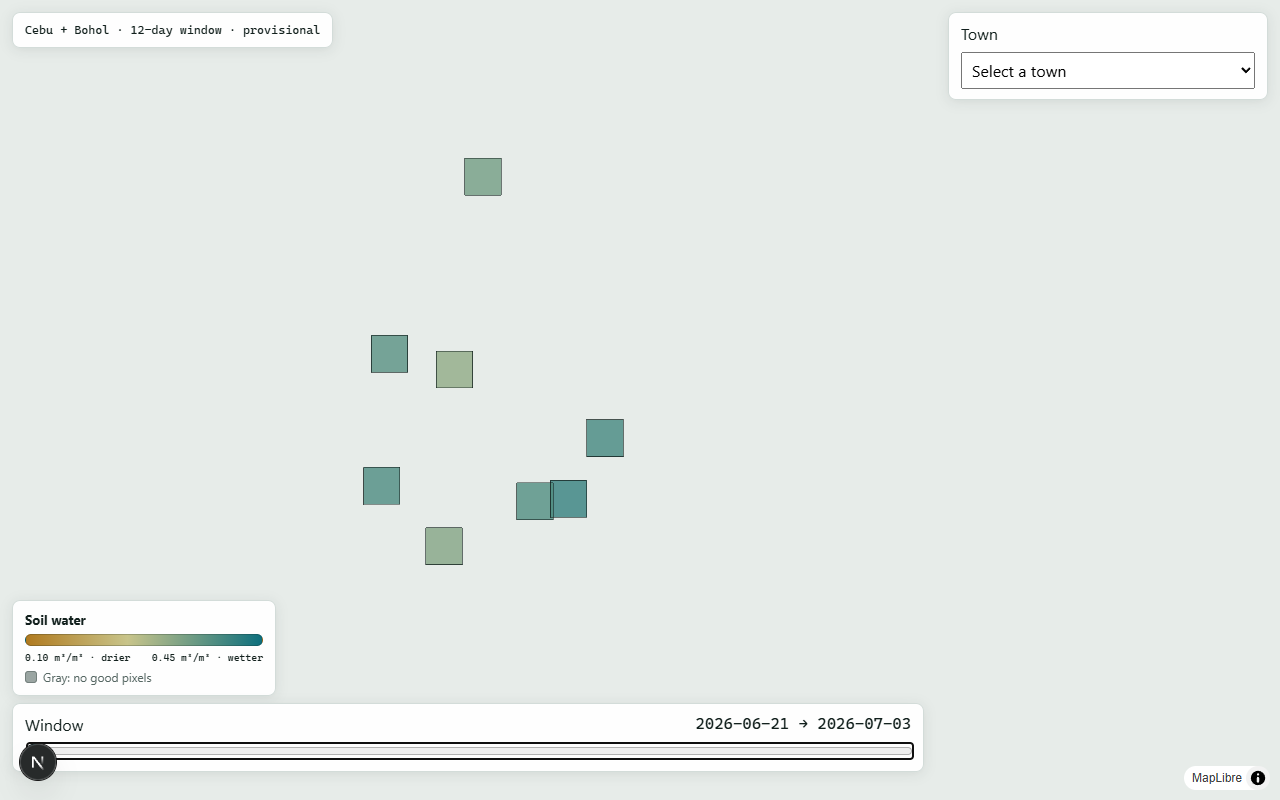 Cebu + Bohol · 12-day window · provisional
Town
Select a town
Soil water
0.10 m³/m³ · drier 0.45 m³/m³ · wetter
Gray: no good pixels
Window 2026-06-21 → 2026-07-03
N
MapLibre